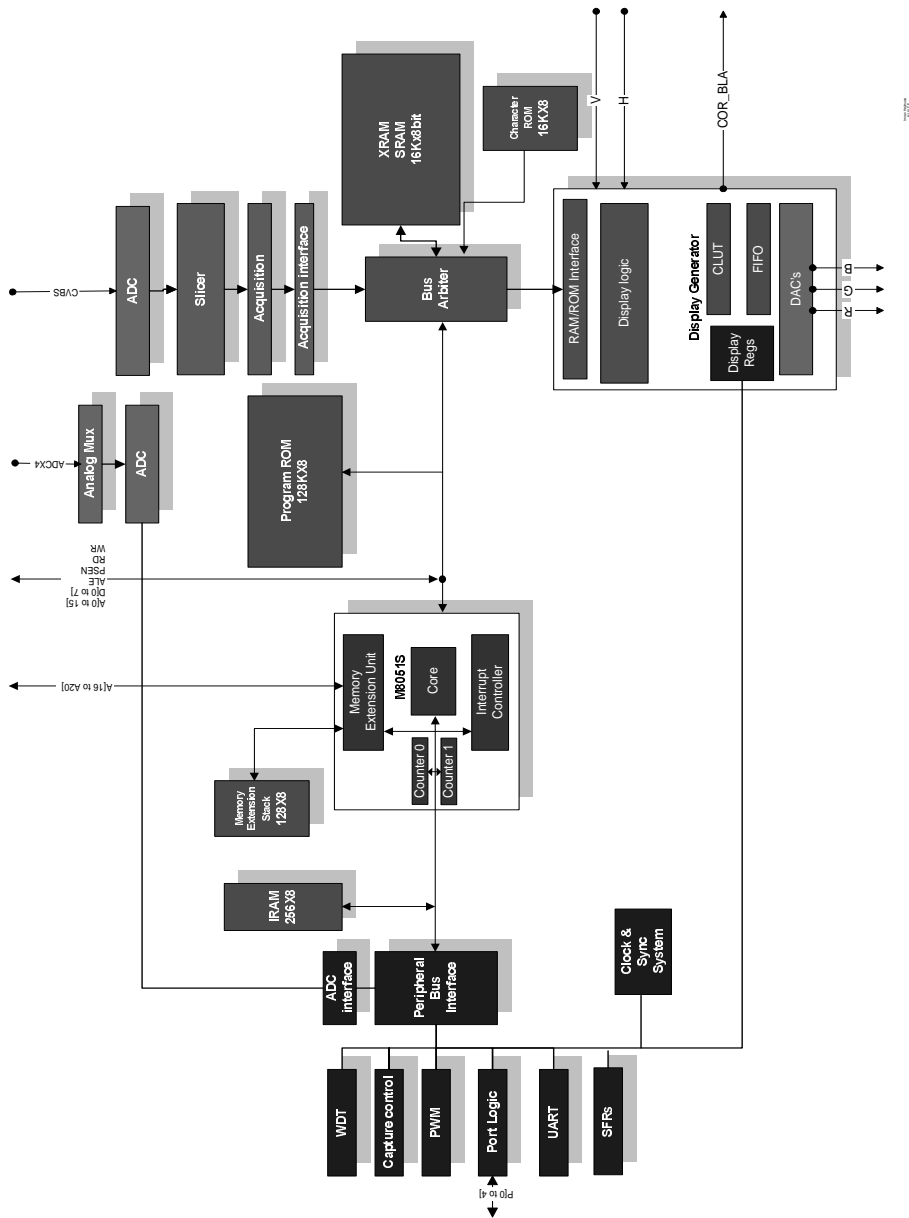 V
H
COR_BLA
XRAM
SRAM
16Kx8bit
Character
ROM
16KX8
CVBS
ADC
Slicer
Acquisition
Acquisition interface
Bus
Arbiter
RAM/ROM Interface
Display logic
Display Generator
CLUT
FIFO
Display
Regs
DAC's
R
G
B
ADCX4
Analog Mux
ADC
Program ROM
128KX8
A[0 to 15]
D[0 to 7]
ALE
PSEN
RD
WR
A[16 to A20]
Memory
Extension Unit
M8051S
Core
Interrupt
Controller
Counter 0
Counter 1
Memory
Extension
Stack
128X8
IRAM
256X8
ADC
interface
Peripheral
Bus
Interface
Clock &
Sync
System
WDT
Capture control
PWM
Port Logic
UART
SFRs
P[0 to 4]